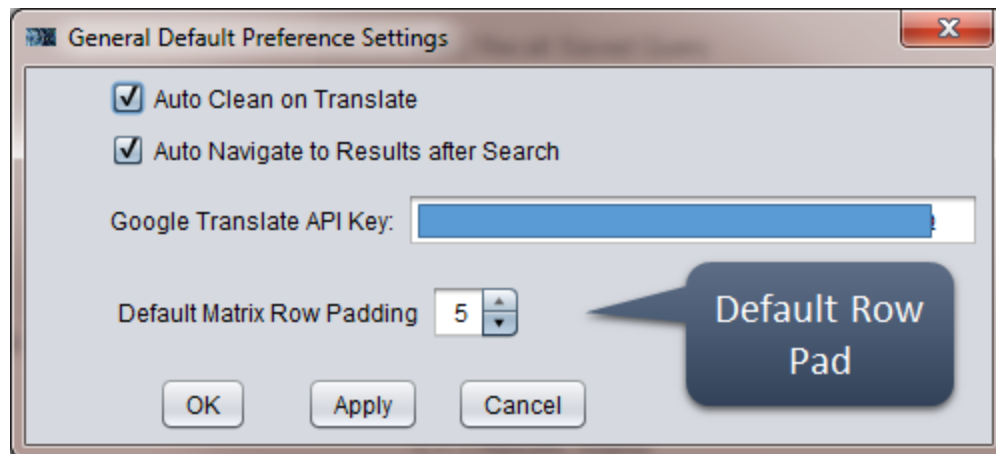 General Default Preference Settings
Auto Clean on Translate
Auto Navigate to Results after Search
Google Translate API Key:
Default Matrix Row Padding 5
Default Row
Pad
OK Apply Cancel